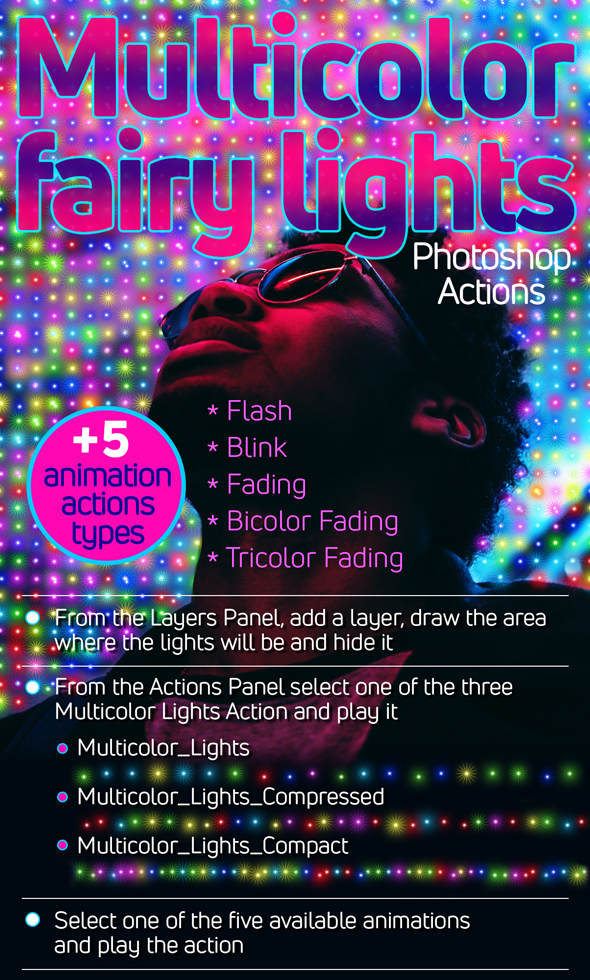 Multicolor
fairy lights
Photoshop
Actions
+5
animation
actions
types
* Flash
* Blink
* Fading
* Bicolor Fading
* Tricolor Fading
From the Layers Panel, add a layer, draw the area
where the lights will be and hide it
From the Actions Panel select one of the three
Multicolor Lights Action and play it
Multicolor_Lights
Multicolor_Lights_Compressed
Multicolor_Lights_Compact
Select one of the five available animations
and play the action